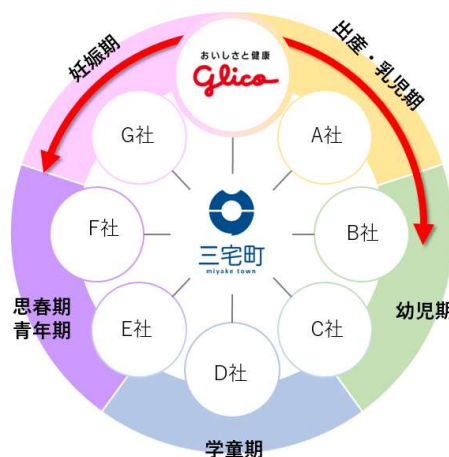 妊娠期
おいしさと健康
Glico
出産・乳児期
G社
A社
F社
三宅町
miyake town
B社
思春期
青年期
E社
C社
幼児期
D社
学童期